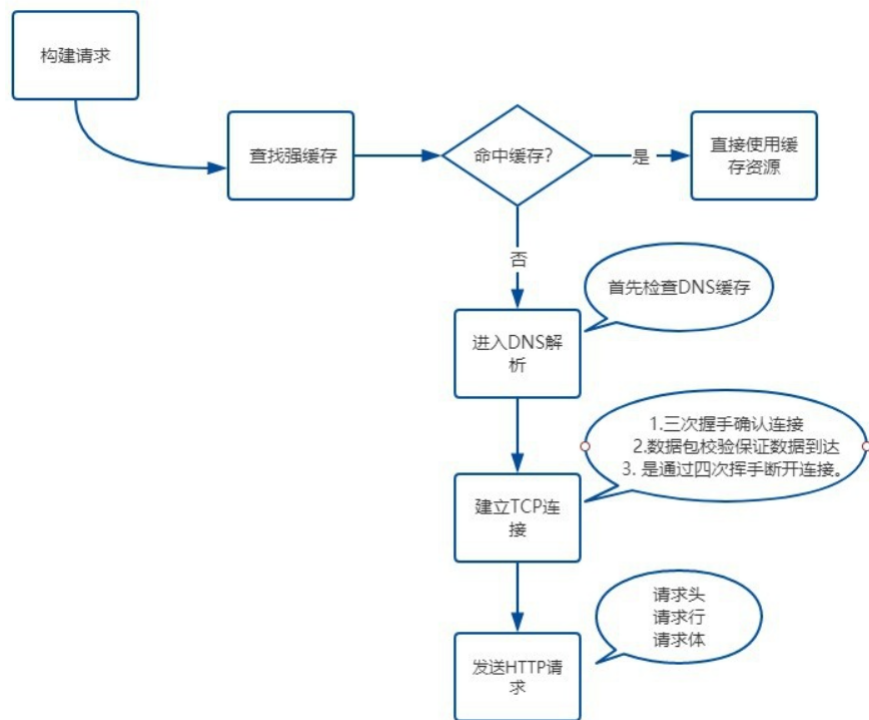 构建请求
查找强缓存
命中缓存？
是
直接使用缓
存资源
否
首先检查DNS缓存
进入DNS解
析
1.三次握手确认连接
2.数据包校验保证数据到达
3. 是通过四次挥手断开连接。
建立TCP连
接
请求头
请求行
请求体
发送HTTP请
求